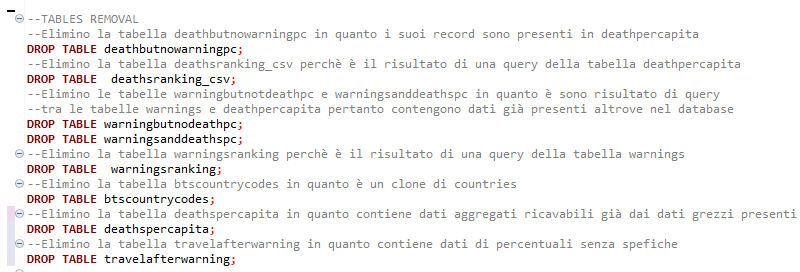 --TABLES REMOVAL
--Elimino la tabella deathbutnowarningpc in quanto i suoi record sono presenti in deathpercapita
DROP TABLE deathbutnowarningpc;
--Elimino la tabella deathsranking_csv perchè è il risultato di una query della tabella deathpercapita
DROP TABLE  deathsranking_csv;
--Elimino le tabelle warningbutnotdeathpc e warningsanddeathspc in quanto è sono risultato di query
--tra le tabelle warnings e deathpercapita pertanto contengono dati già presenti altrove nel database
DROP TABLE warningbutnodeathpc;
DROP TABLE warningsanddeathspc;
--Elimino la tabella warningsranking perchè è il risultato di una query della tabella warnings
DROP TABLE  warningsranking;
--Elimino la tabella btscountrycodes in quanto è un clone di countries
DROP TABLE btscountrycodes;
--Elimino la tabella deathspercapita in quanto contiene dati aggregati ricavabili già dai dati grezzi presenti
DROP TABLE deathspercapita;
--Elimino la tabella travelafterwarning in quanto contiene dati di percentuali senza spefiche
DROP TABLE travelafterwarning;